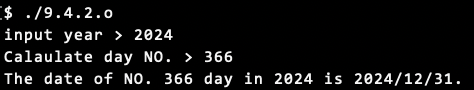 $ ./9.4.2.o
input year > 2024
Calaulate day NO. > 366
The date of NO. 366 day in 2024 is 2024/12/31.